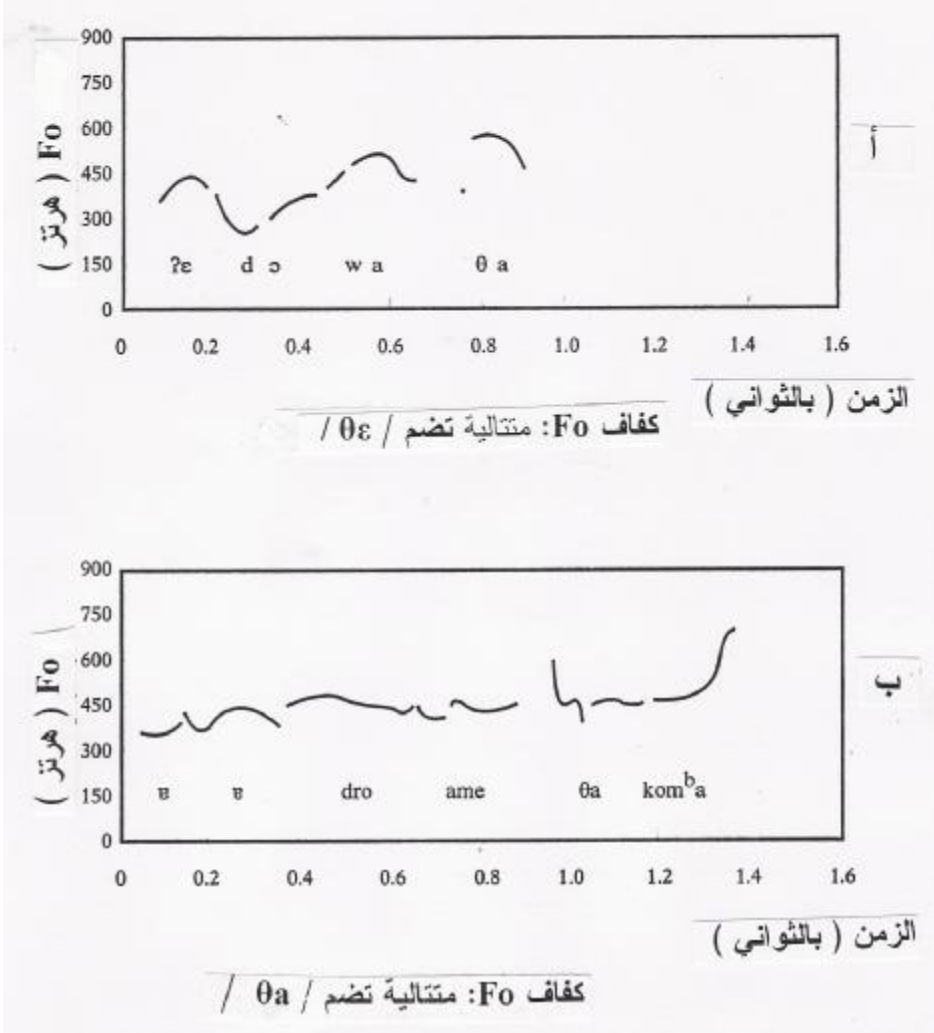 900
750
600
450
300
150
0
Fo ( هرتز )
أ
ʔɛ d ɔ w a θ a
0 0.2 0.4 0.6 0.8 1.0 1.2 1.4 1.6
الزمن ( بالثواني )
كفاف Fo: متتالية تضم / θɛ /
900
750
600
450
300
150
0
Fo ( هرتز )
ب
ɐ ɐ dro ame θa komᵇa
0 0.2 0.4 0.6 0.8 1.0 1.2 1.4 1.6
الزمن ( بالثواني )
كفاف Fo: متتالية تضم / θa /